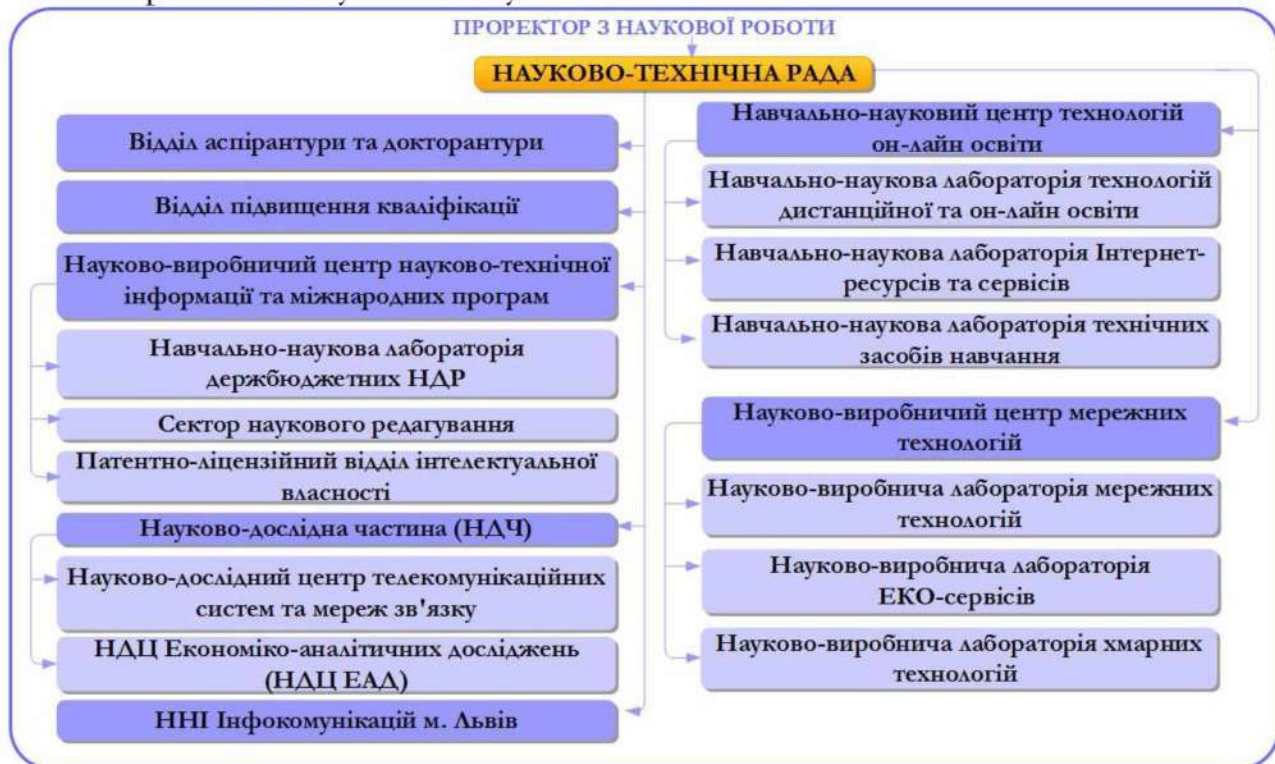 ПРОРЕКТОР З НАУКОВОЇ РОБОТИ
НАУКОВО-ТЕХНІЧНА РАДА
Відділ аспірантури та докторантури
Відділ підвищення кваліфікації
Науково-виробничий центр науково-технічної
інформації та міжнародних програм
Навчально-наукова лабораторія
держбюджетних НДР
Сектор наукового редагування
Патентно-ліцензійний відділ інтелектуальної
власності
Науково-дослідна частина (НДЧ)
Науково-дослідний центр телекомунікаційних
систем та мереж зв'язку
НДЦ Економіко-аналітичних досліджень
(НДЦ ЕАД)
ННІ Інфокомунікацій м. Львів
Навчально-науковий центр технологій
он-лайн освіти
Навчально-наукова лабораторія технологій
дистанційної та он-лайн освіти
Навчально-наукова лабораторія Інтернет-
ресурсів та сервісів
Навчально-наукова лабораторія технічних
засобів навчання
Науково-виробничий центр мережних
технологій
Науково-виробнича лабораторія мережних
технологій
Науково-виробнича лабораторія
ЕКО-сервісів
Науково-виробнича лабораторія хмарних
технологій